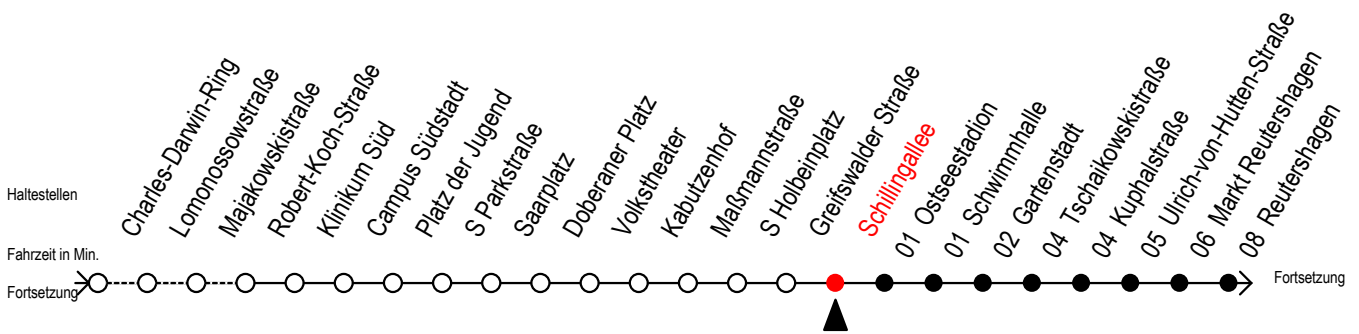 Haltestellen
Charles-Darwin-Ring
Lomonossowstraße
Majakowskistraße
Robert-Koch-Straße
Klinikum Süd
Campus Südstadt
Platz der Jugend
S Parkstraße
Saarplatz
Doberaner Platz
Volkstheater
Kabutzenhof
Maßmannstraße
S Holbeinplatz
Greifswalder Straße
Schillingallee
01 Ostseestadion
01 Schwimmhalle
02 Gartenstadt
04 Tschaikowskistraße
04 Kuphalstraße
05 Ulrich-von-Hutten-Straße
06 Markt Reutershagen
08 Reutershagen
Fahrzeit in Min.
Fortsetzung
Fortsetzung